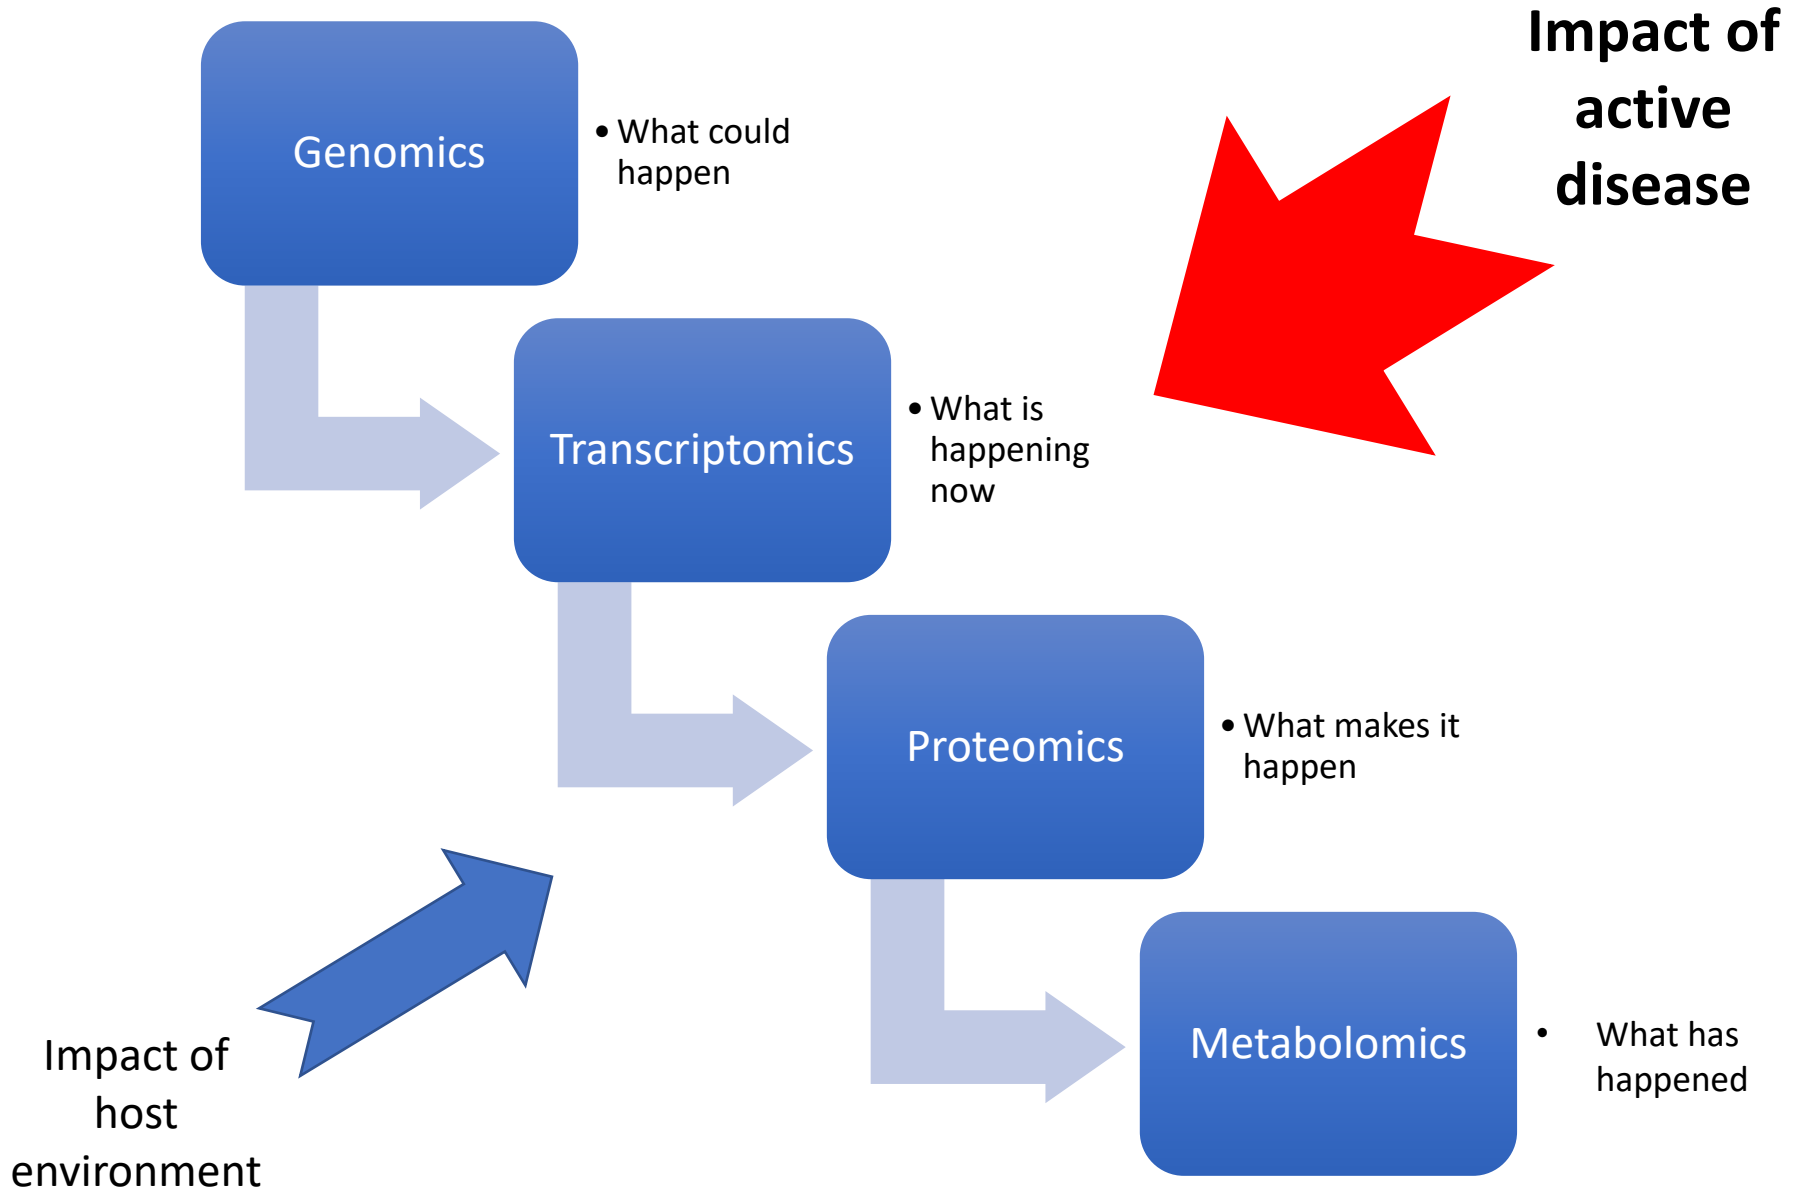 Impact of
active
disease
Genomics
• What could
happen
Transcriptomics
• What is
happening
now
Proteomics
• What makes it
happen
Metabolomics
• What has
happened
Impact of
host
environment